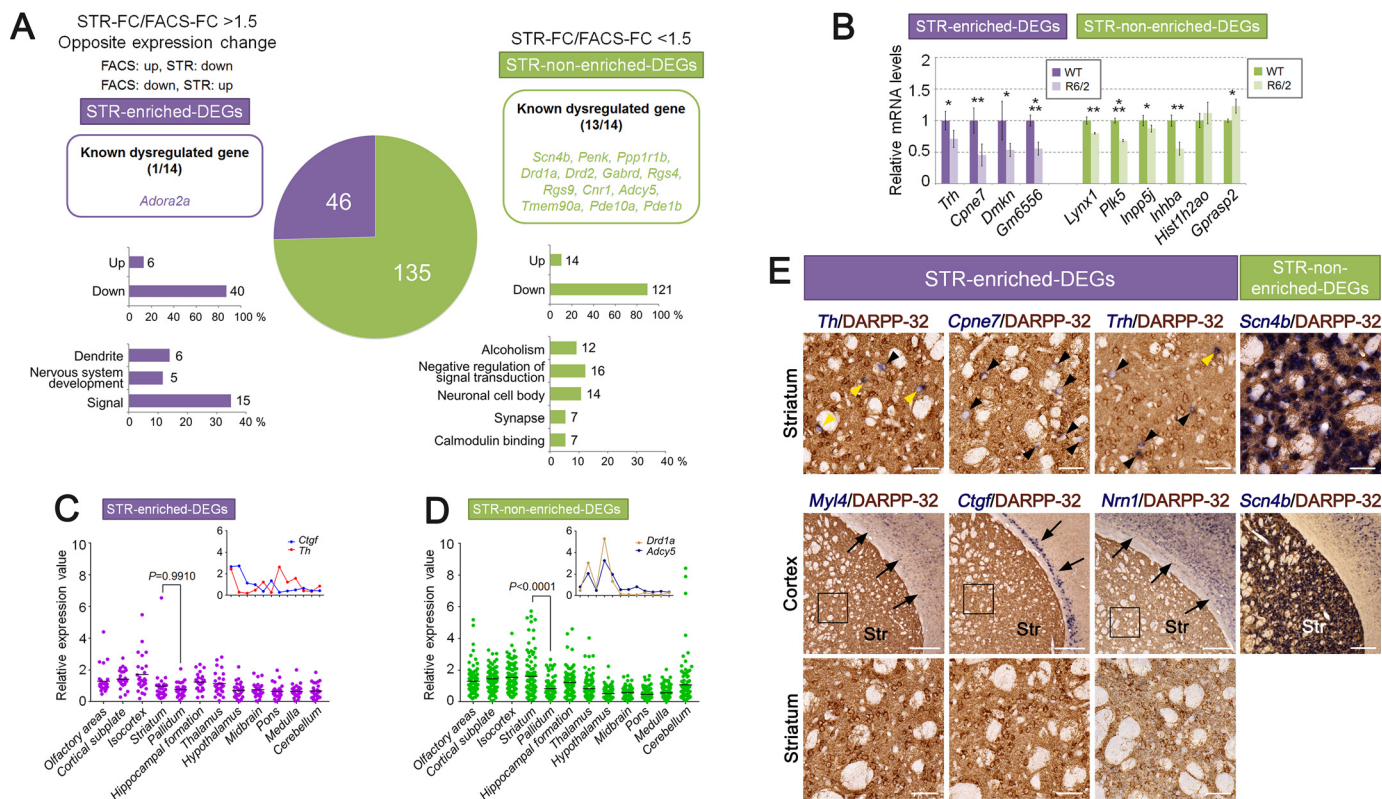 A
STR-FC/FACS-FC >1.5
Opposite expression change
FACS: up, STR: down
FACS: down, STR: up
STR-enriched-DEGs
Known dysregulated gene
(1/14)
Adora2a
46
135
STR-FC/FACS-FC <1.5
STR-non-enriched-DEGs
Known dysregulated gene
(13/14)
Scn4b, Penk, Ppp1r1b,
Drd1a, Drd2, Gabrd, Rgs4,
Rgs9, Cnr1, Adcy5,
Tmem90a, Pde10a, Pde1b
Up 6
Down 40
0 20 40 60 80 100 %
Dendrite 6
Nervous system
development 5
Signal 15
0 10 20 30 40 %
Up 14
Down 121
0 20 40 60 80 100 %
Alcoholism 12
Negative regulation of
signal transduction 16
Neuronal cell body 14
Synapse 7
Calmodulin binding 7
0 10 20 30 40 %
B
STR-enriched-DEGs STR-non-enriched-DEGs
Relative mRNA levels
2
1.5
1
0.5
0
WT
R6/2
WT
R6/2
* ** * * ** ** * ** * ** *
Trh Cpne7 Dmkn Gm6556 Lynx1 Plk5 Inpp5j Inhba Hist1h2ao Gprasp2
C
STR-enriched-DEGs
Relative expression value
10
8
6
4
2
0
P=0.9910
6
4
2
0
Ctgf
Th
Olfactory areas
Cortical subplate
Isocortex
Striatum
Pallidum
Hippocampal formation
Thalamus
Hypothalamus
Midbrain
Pons
Medulla
Cerebellum
D
STR-non-enriched-DEGs
Relative expression value
10
8
6
4
2
0
P<0.0001
6
4
2
0
Drd1a
Adcy5
Olfactory areas
Cortical subplate
Isocortex
Striatum
Pallidum
Hippocampal formation
Thalamus
Hypothalamus
Midbrain
Pons
Medulla
Cerebellum
E
STR-enriched-DEGs
STR-non-
enriched-DEGs
Th/DARPP-32 Cpne7/DARPP-32 Trh/DARPP-32 Scn4b/DARPP-32
Striatum
Myl4/DARPP-32 Ctgf/DARPP-32 Nrn1/DARPP-32 Scn4b/DARPP-32
Cortex
Str Str Str Str
Striatum